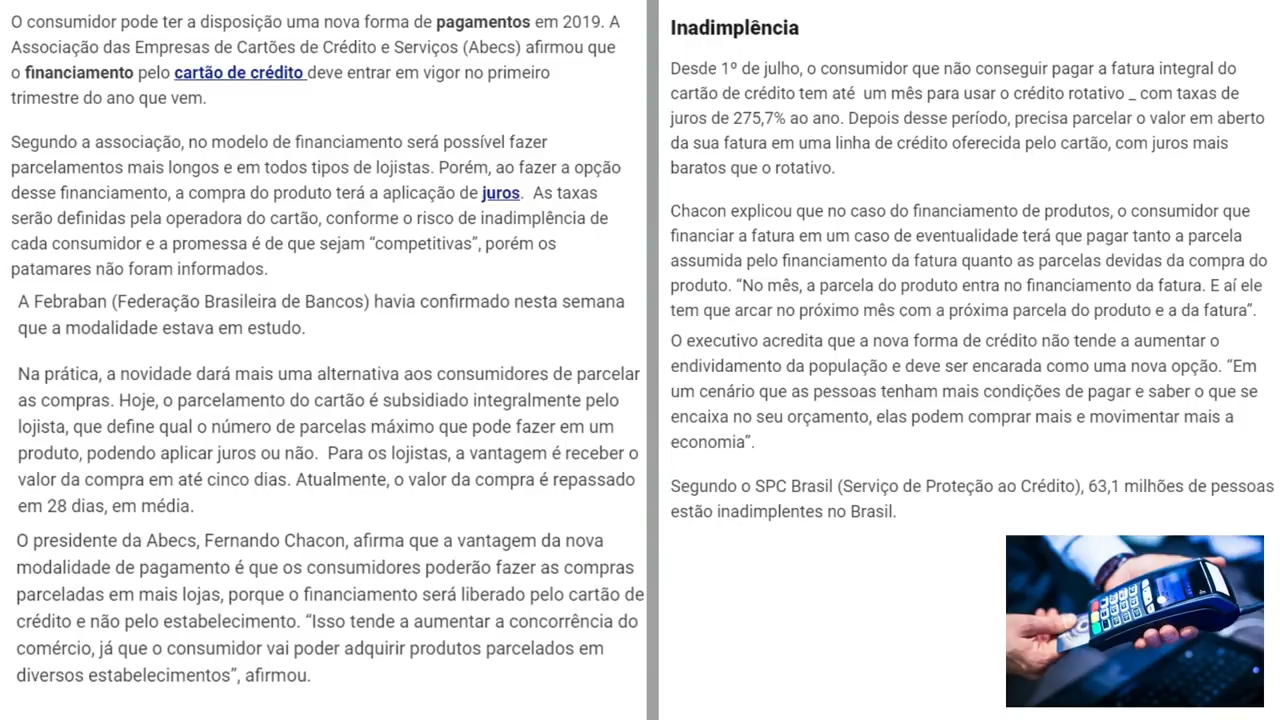 O consumidor pode ter a disposição uma nova forma de pagamentos em 2019. A
Associação das Empresas de Cartões de Crédito e Serviços (Abecs) afirmou que
o financiamento pelo cartão de crédito deve entrar em vigor no primeiro
trimestre do ano que vem.
Segundo a associação, no modelo de financiamento será possível fazer
parcelamentos mais longos e em todos tipos de lojistas. Porém, ao fazer a opção
desse financiamento, a compra do produto terá a aplicação de juros.  As taxas
serão definidas pela operadora do cartão, conforme o risco de inadimplência de
cada consumidor e a promessa é de que sejam “competitivas”, porém os
patamares não foram informados.
A Febraban (Federação Brasileira de Bancos) havia confirmado nesta semana
que a modalidade estava em estudo.
Na prática, a novidade dará mais uma alternativa aos consumidores de parcelar
as compras. Hoje, o parcelamento do cartão é subsidiado integralmente pelo
lojista, que define qual o número de parcelas máximo que pode fazer em um
produto, podendo aplicar juros ou não.  Para os lojistas, a vantagem é receber o
valor da compra em até cinco dias. Atualmente, o valor da compra é repassado
em 28 dias, em média.
O presidente da Abecs, Fernando Chacon, afirma que a vantagem da nova
modalidade de pagamento é que os consumidores poderão fazer as compras
parceladas em mais lojas, porque o financiamento será liberado pelo cartão de
crédito e não pelo estabelecimento. “Isso tende a aumentar a concorrência do
comércio, já que o consumidor vai poder adquirir produtos parcelados em
diversos estabelecimentos”, afirmou.
Inadimplência
Desde 1º de julho, o consumidor que não conseguir pagar a fatura integral do
cartão de crédito tem até  um mês para usar o crédito rotativo _ com taxas de
juros de 275,7% ao ano. Depois desse período, precisa parcelar o valor em aberto
da sua fatura em uma linha de crédito oferecida pelo cartão, com juros mais
baratos que o rotativo.
Chacon explicou que no caso do financiamento de produtos, o consumidor que
financiar a fatura em um caso de eventualidade terá que pagar tanto a parcela
assumida pelo financiamento da fatura quanto as parcelas devidas da compra do
produto. “No mês, a parcela do produto entra no financiamento da fatura. E aí ele
tem que arcar no próximo mês com a próxima parcela do produto e a da fatura”.
O executivo acredita que a nova forma de crédito não tende a aumentar o
endividamento da população e deve ser encarada como uma nova opção. “Em
um cenário que as pessoas tenham mais condições de pagar e saber o que se
encaixa no seu orçamento, elas podem comprar mais e movimentar mais a
economia”.
Segundo o SPC Brasil (Serviço de Proteção ao Crédito), 63,1 milhões de pessoas
estão inadimplentes no Brasil.